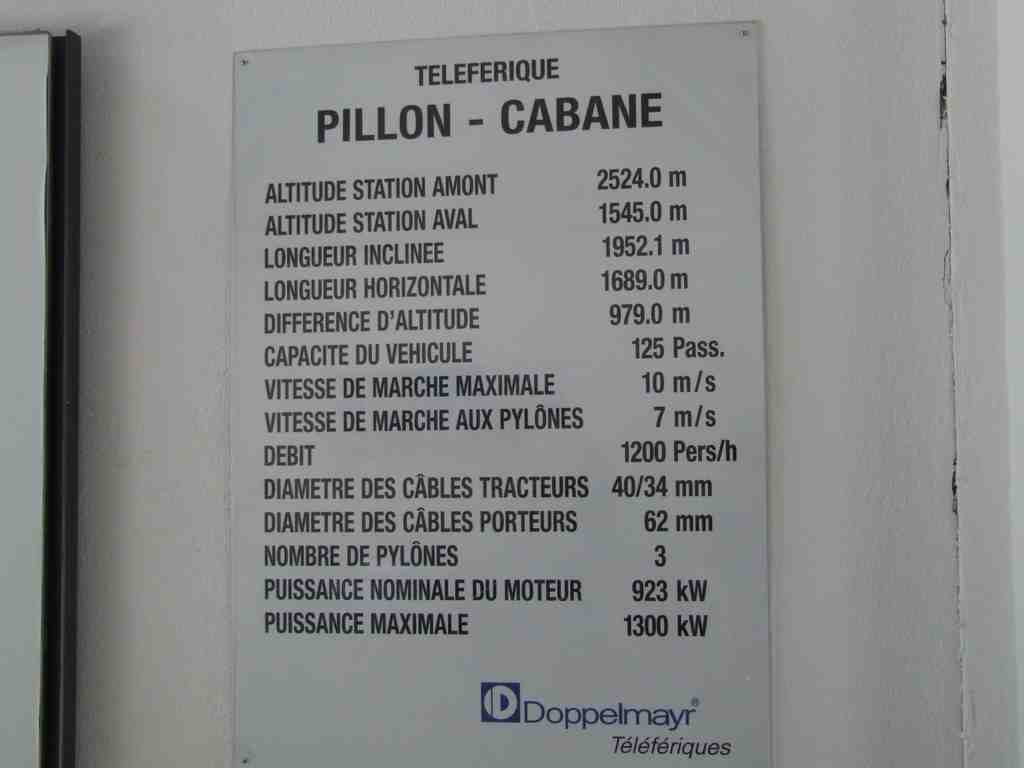 TELEFERIQUE
PILLON - CABANE
ALTITUDE STATION AMONT 2524.0 m
ALTITUDE STATION AVAL 1545.0 m
LONGUEUR INCLINEE 1952.1 m
LONGUEUR HORIZONTALE 1689.0 m
DIFFERENCE D'ALTITUDE 979.0 m
CAPACITE DU VEHICULE 125 Pass.
VITESSE DE MARCHE MAXIMALE 10 m/s
VITESSE DE MARCHE AUX PYLÔNES 7 m/s
DEBIT 1200 Pers/h
DIAMETRE DES CÂBLES TRACTEURS 40/34 mm
DIAMETRE DES CÂBLES PORTEURS 62 mm
NOMBRE DE PYLÔNES 3
PUISSANCE NOMINALE DU MOTEUR 923 kW
PUISSANCE MAXIMALE 1300 kW
Doppelmayr®
Téléfériques